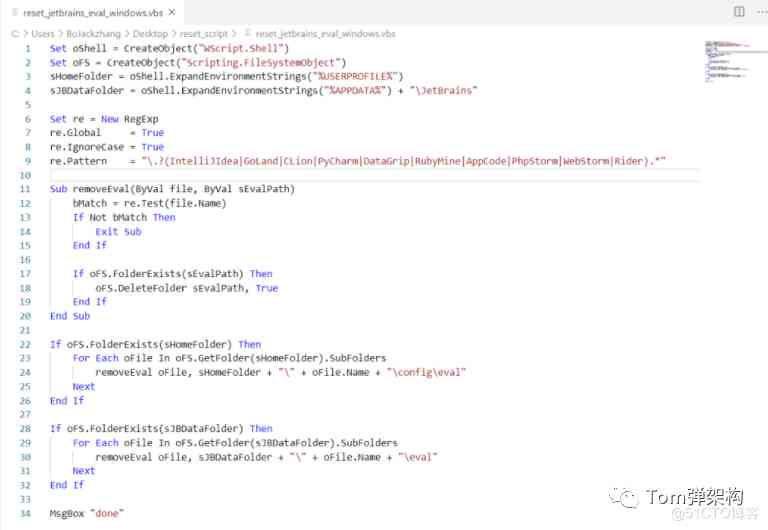 reset_jetbrains_eval_windows.vbs ×
C: > Users > BoJackzhang > Desktop > reset_script > reset_jetbrains_eval_windows.vbs
1 Set oShell = CreateObject("WScript.Shell")
2 Set oFS = CreateObject("Scripting.FileSystemObject")
3 sHomeFolder = oShell.ExpandEnvironmentStrings("%USERPROFILE%")
4 sJBDataFolder = oShell.ExpandEnvironmentStrings("%APPDATA%") + "\JetBrains"
5
6 Set re = New RegExp
7 re.Global     = True
8 re.IgnoreCase = True
9 re.Pattern    = "\.?(IntelliJIdea|GoLand|CLion|PyCharm|DataGrip|RubyMine|AppCode|PhpStorm|WebStorm|Rider).*"
10
11 Sub removeEval(ByVal file, ByVal sEvalPath)
12     bMatch = re.Test(file.Name)
13     If Not bMatch Then
14         Exit Sub
15     End If
16
17     If oFS.FolderExists(sEvalPath) Then
18         oFS.DeleteFolder sEvalPath, True
19     End If
20 End Sub
21
22 If oFS.FolderExists(sHomeFolder) Then
23     For Each oFile In oFS.GetFolder(sHomeFolder).SubFolders
24         removeEval oFile, sHomeFolder + "\" + oFile.Name + "\config\eval"
25     Next
26 End If
27
28 If oFS.FolderExists(sJBDataFolder) Then
29     For Each oFile In oFS.GetFolder(sJBDataFolder).SubFolders
30         removeEval oFile, sJBDataFolder + "\" + oFile.Name + "\eval"
31     Next
32 End If
33
34 MsgBox "done"
Tom弹架构
@51CTO博客